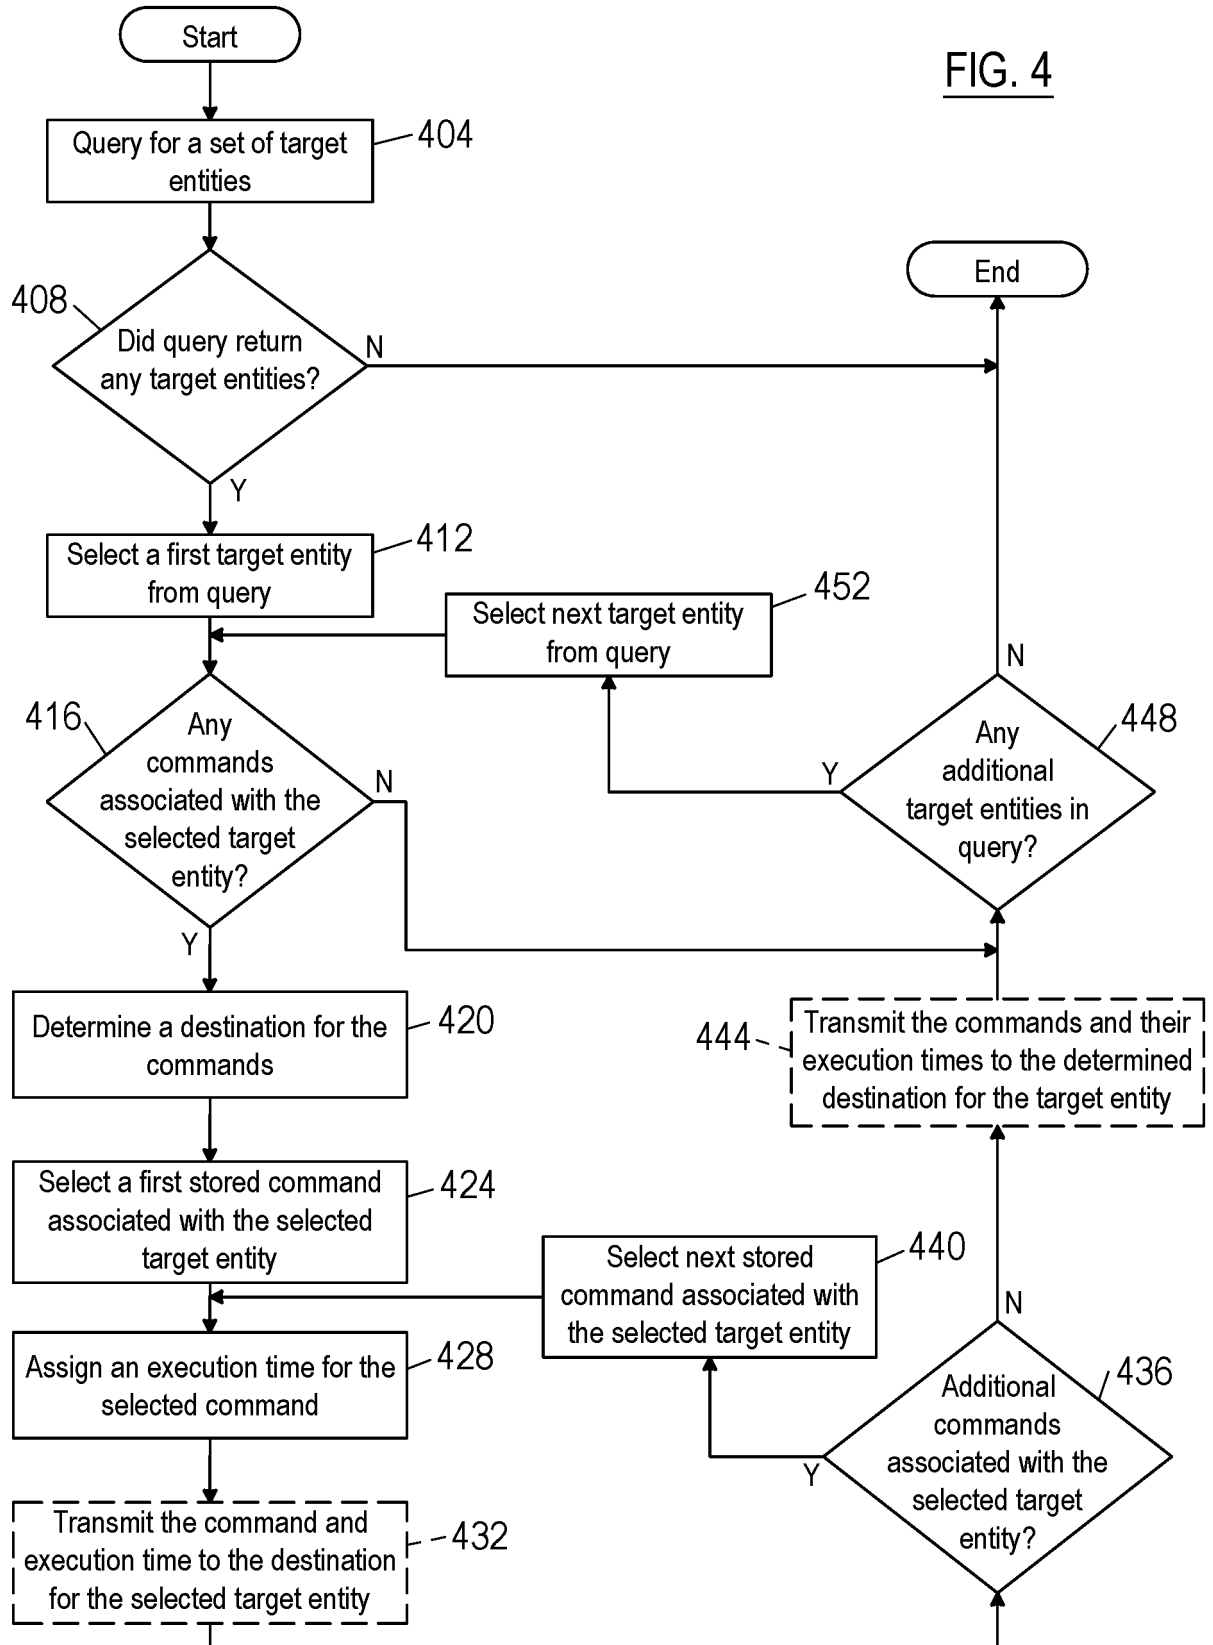 Start
FIG. 4
Query for a set of target
entities
404
End
408
Did query return
any target entities?
N
Y
Select a first target entity
from query
412
Select next target entity
from query
452
N
416
Any
commands
associated with the
selected target
entity?
N
Y
Any
additional
target entities in
query?
448
Y
Determine a destination for the
commands
420
444
Transmit the commands and their
execution times to the determined
destination for the target entity
Select a first stored command
associated with the selected
target entity
424
Select next stored
command associated with
the selected target entity
440
N
Assign an execution time for the
selected command
428
Additional
commands
associated with the
selected target
entity?
436
Y
Transmit the command and
execution time to the destination
for the selected target entity
432